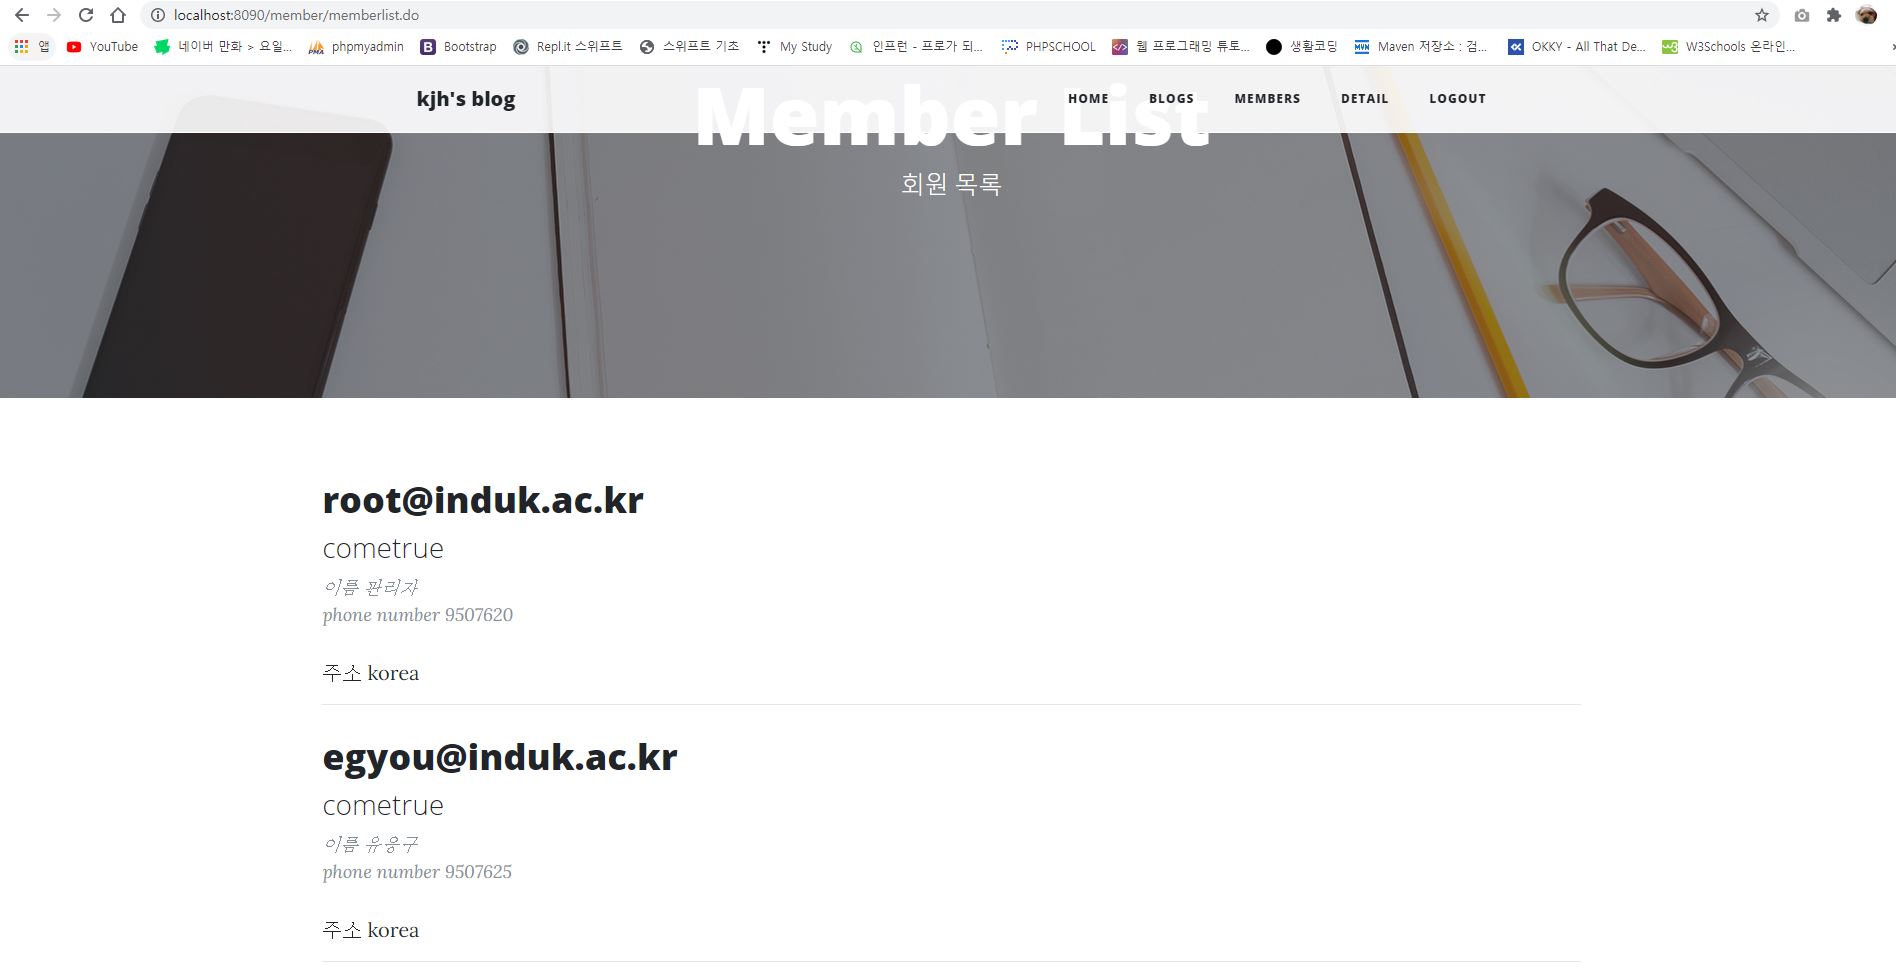 localhost:8090/member/memberlist.do
앱 YouTube 네이버 만화 > 요일... phpmyadmin Bootstrap Repl.it 스위프트 스위프트 기초 My Study 인프런 - 프로가 되... PHPSCHOOL 웹 프로그래밍 튜토... 생활코딩 Maven 저장소 : 검... OKKY - All That De... W3Schools 온라인...
kjh's blog HOME BLOGS MEMBERS DETAIL LOGOUT
Member List
회원 목록
root@induk.ac.kr
cometrue
이름 관리자
phone number 9507620
주소 korea
egyou@induk.ac.kr
cometrue
이름 유응구
phone number 9507625
주소 korea